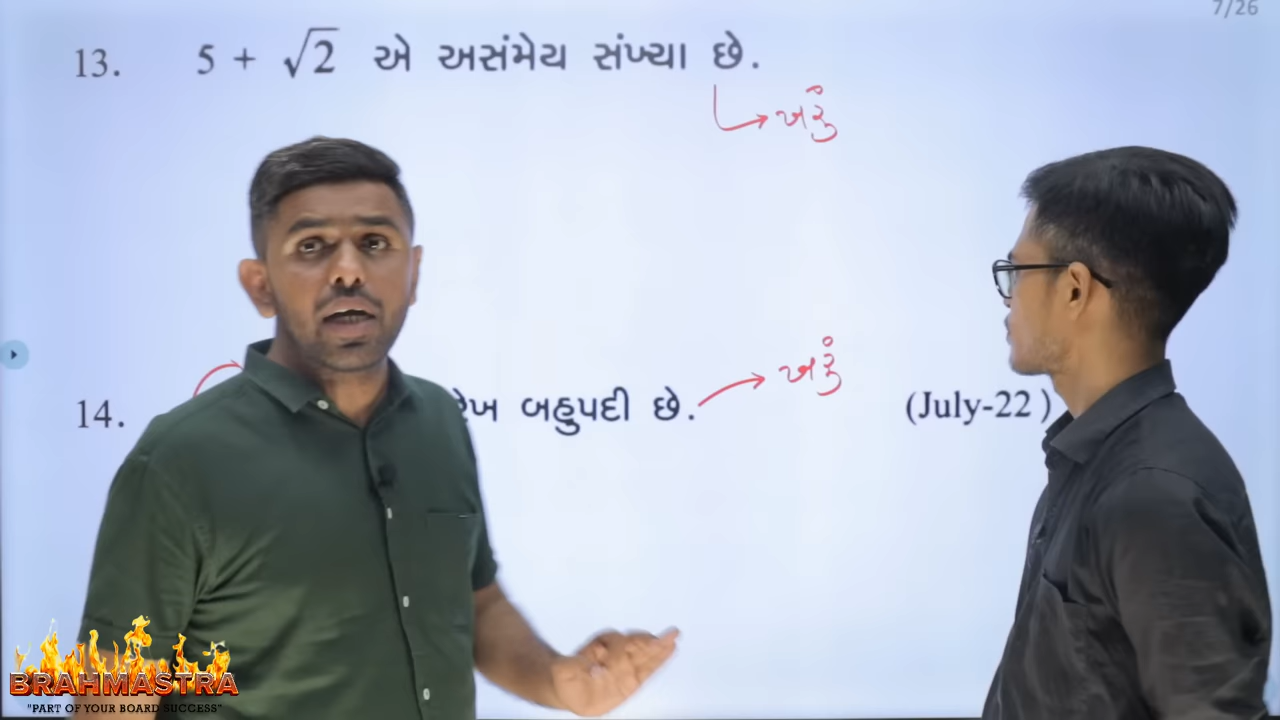 7/26
13. 5 + √2 એ અસંમેય સંખ્યા છે.
ખરું
ખરું
14. બહુપદી છે. (July-22)
BRAHMASTRA
"PART OF YOUR BOARD SUCCESS"